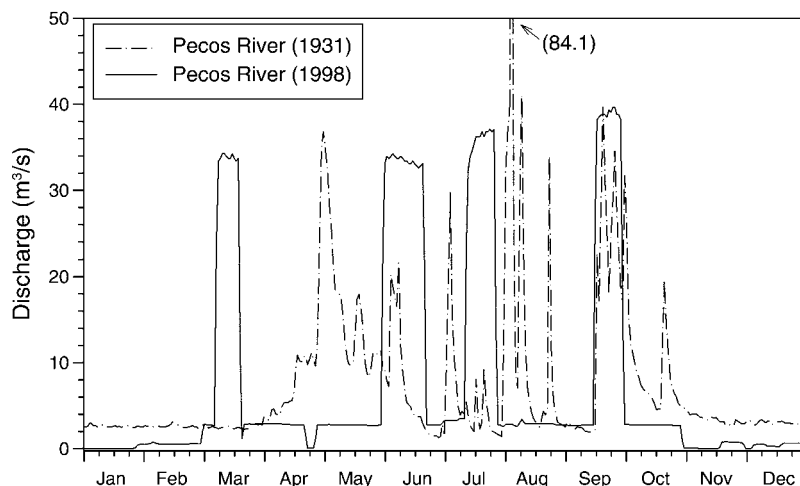 Pecos River (1931)
Pecos River (1998)
(84.1)
Discharge (m³/s)
50
40
30
20
10
0
Jan Feb Mar Apr May Jun Jul Aug Sep Oct Nov Dec